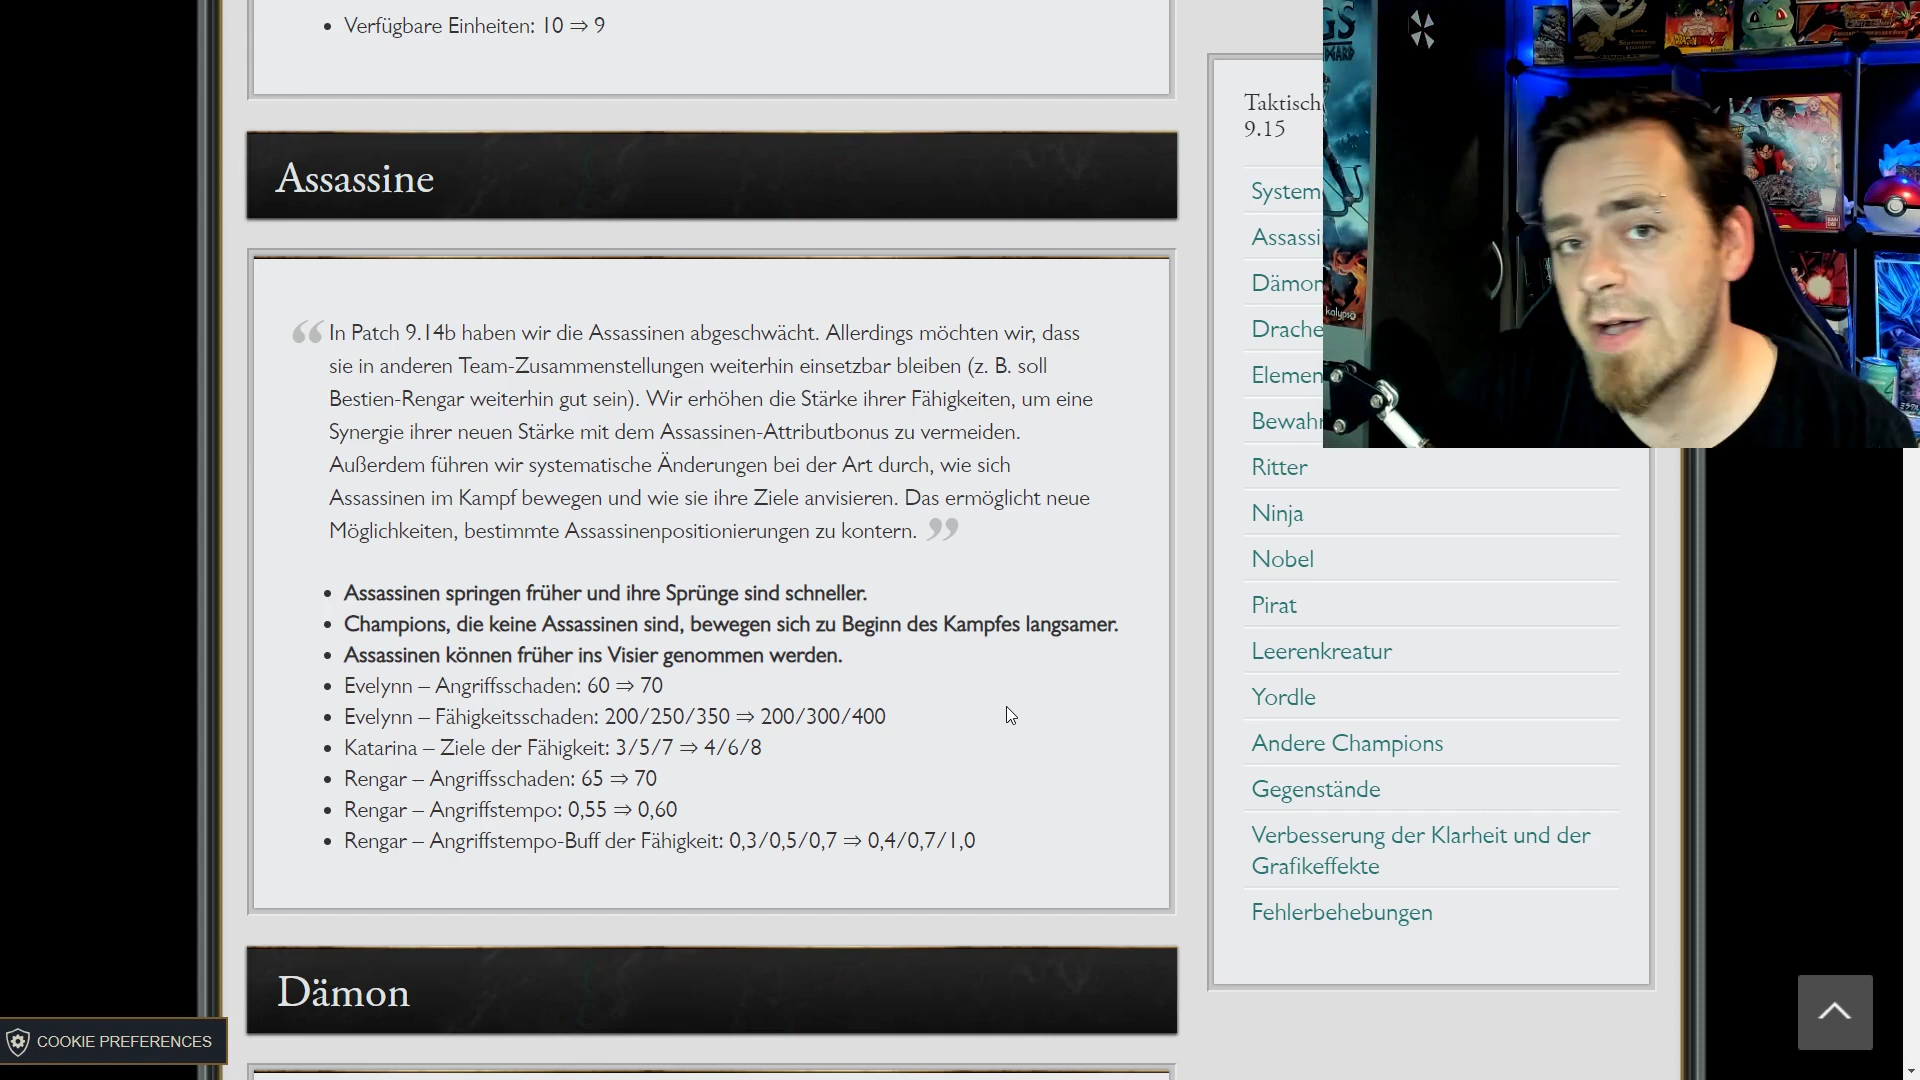 Verfügbare Einheiten: 10 ⇒ 9
Assassine
In Patch 9.14b haben wir die Assassinen abgeschwächt. Allerdings möchten wir, dass
sie in anderen Team-Zusammenstellungen weiterhin einsetzbar bleiben (z. B. soll
Bestien-Rengar weiterhin gut sein). Wir erhöhen die Stärke ihrer Fähigkeiten, um eine
Synergie ihrer neuen Stärke mit dem Assassinen-Attributbonus zu vermeiden.
Außerdem führen wir systematische Änderungen bei der Art durch, wie sich
Assassinen im Kampf bewegen und wie sie ihre Ziele anvisieren. Das ermöglicht neue
Möglichkeiten, bestimmte Assassinenpositionierungen zu kontern.
Assassinen springen früher und ihre Sprünge sind schneller.
Champions, die keine Assassinen sind, bewegen sich zu Beginn des Kampfes langsamer.
Assassinen können früher ins Visier genommen werden.
Evelynn – Angriffsschaden: 60 ⇒ 70
Evelynn – Fähigkeitsschaden: 200/250/350 ⇒ 200/300/400
Katarina – Ziele der Fähigkeit: 3/5/7 ⇒ 4/6/8
Rengar – Angriffsschaden: 65 ⇒ 70
Rengar – Angriffstempo: 0,55 ⇒ 0,60
Rengar – Angriffstempo-Buff der Fähigkeit: 0,3/0,5/0,7 ⇒ 0,4/0,7/1,0
Dämon
COOKIE PREFERENCES
Taktisch
9.15
System
Assassi
Dämon
Drache
Elemen
Bewahr
Ritter
Ninja
Nobel
Pirat
Leerenkreatur
Yordle
Andere Champions
Gegenstände
Verbesserung der Klarheit und der
Grafikeffekte
Fehlerbehebungen
GS
kalypso